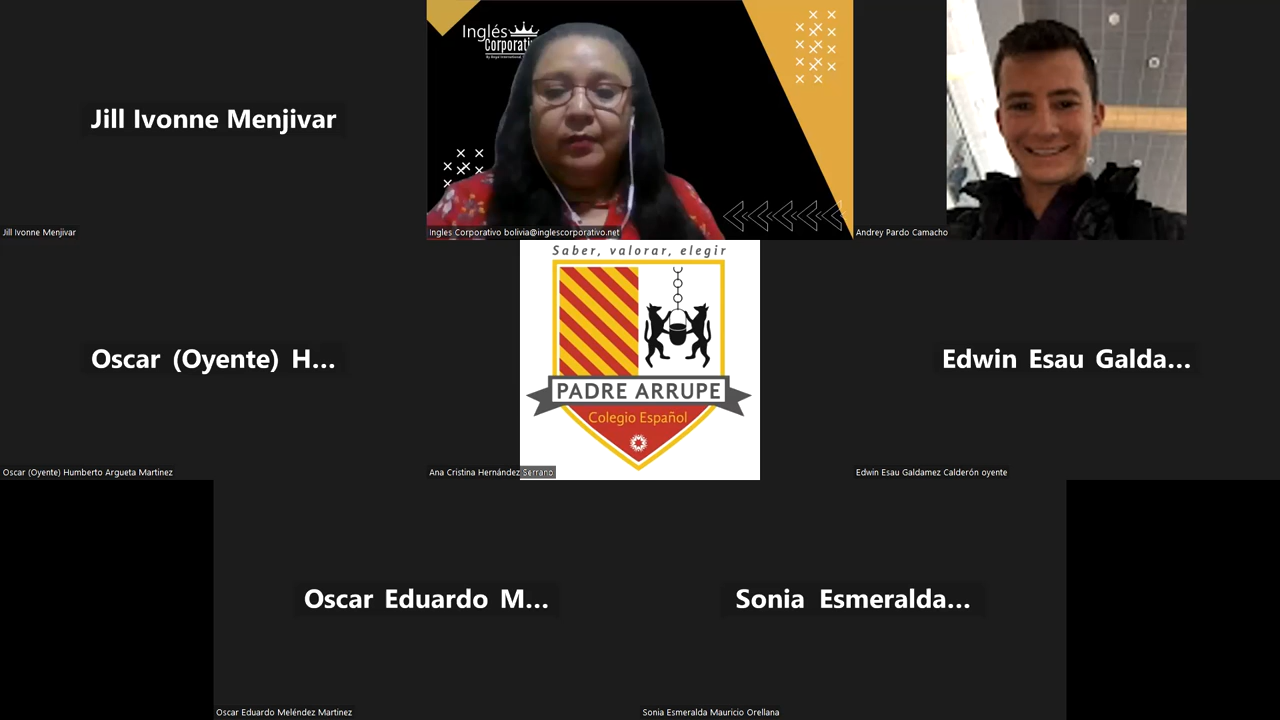 Jill Ivonne Menjivar
Jill Ivonne Menjivar
Inglés
Corporativo
Ingles Corporativo bolivia@inglescorporativo.net
Andrey Pardo Camacho
Oscar (Oyente) H...
Oscar (Oyente) Humberto Argueta Martinez
Saber, valorar, elegir
PADRE ARRUPE
Colegio Español
Ana Cristina Hernández Serrano
Edwin Esau Galda...
Edwin Esau Galdamez Calderón oyente
Oscar Eduardo M...
Oscar Eduardo Meléndez Martinez
Sonia Esmeralda...
Sonia Esmeralda Mauricio Orellana